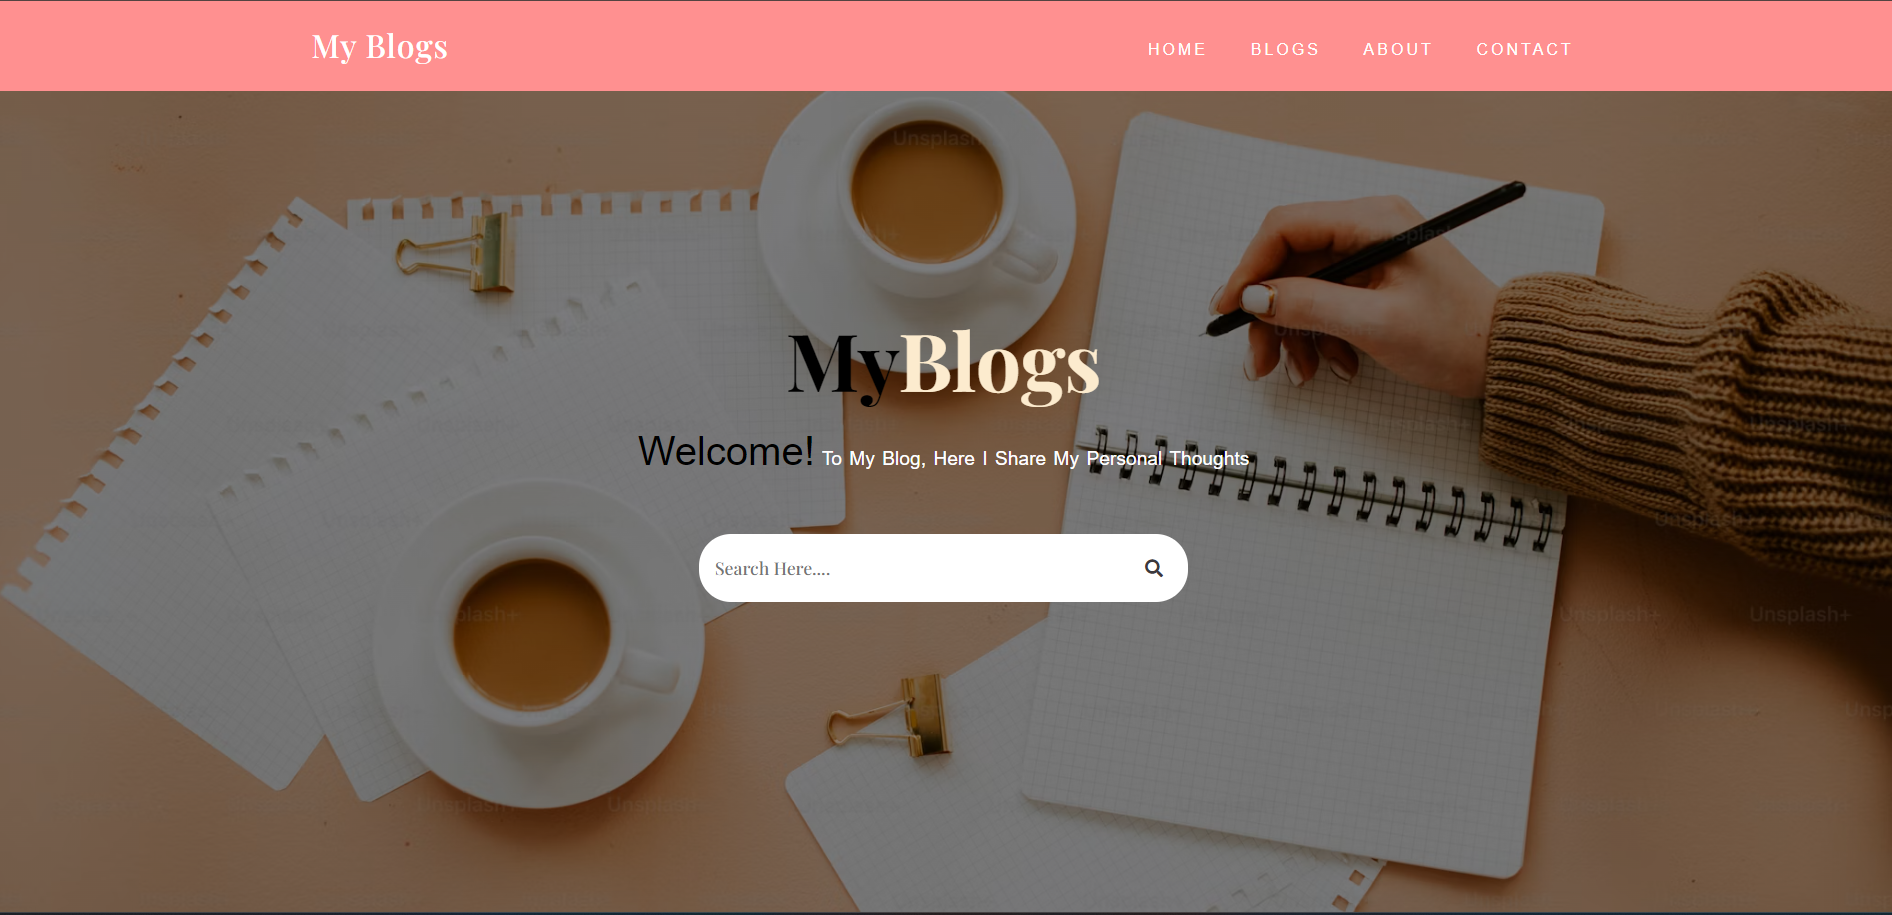 My Blogs
HOME BLOGS ABOUT CONTACT
Unsplash+
MyBlogs
Welcome! To My Blog, Here I Share My Personal Thoughts
Search Here....
Unsplash+
Unsplash+
Unsplash+
Unsplash+